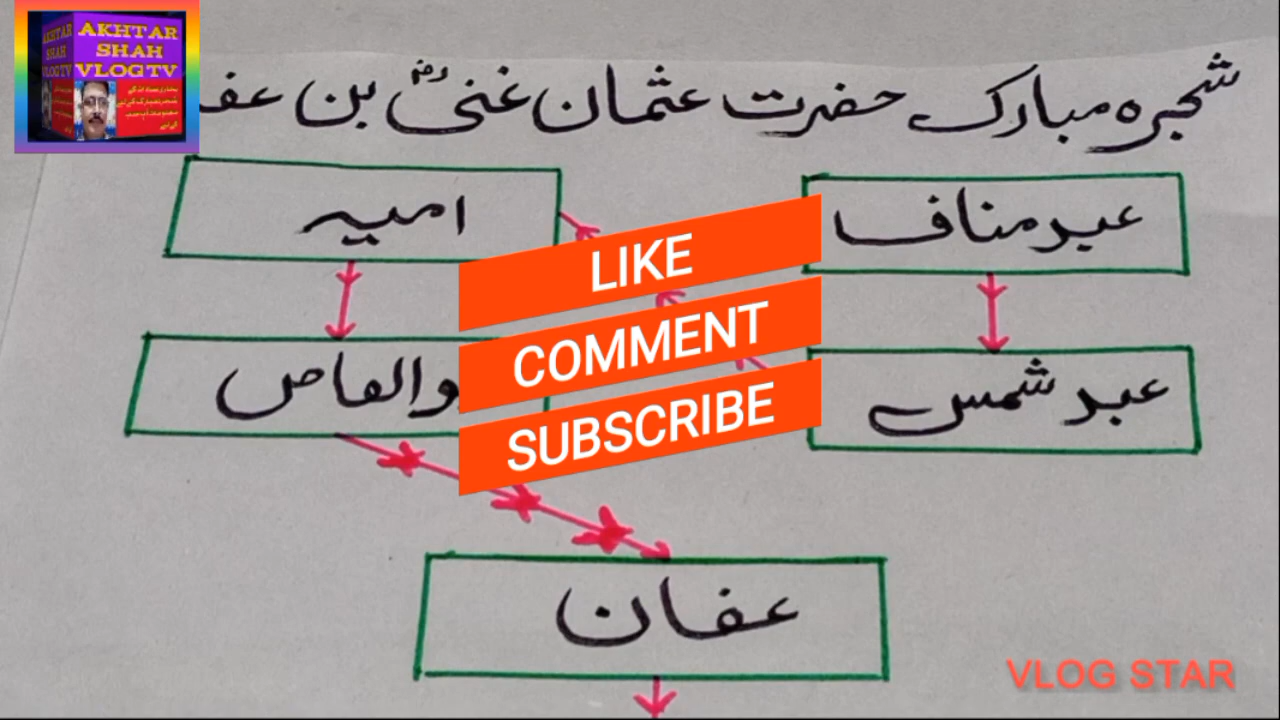 AKHTAR
SHAH
VLOG TV
شجرہ مبارک حضرت عثمان غنیؓ بن عف
عبد مناف
امیہ
عبد شمس
والعاص
عفان
LIKE
COMMENT
SUBSCRIBE
VLOG STAR